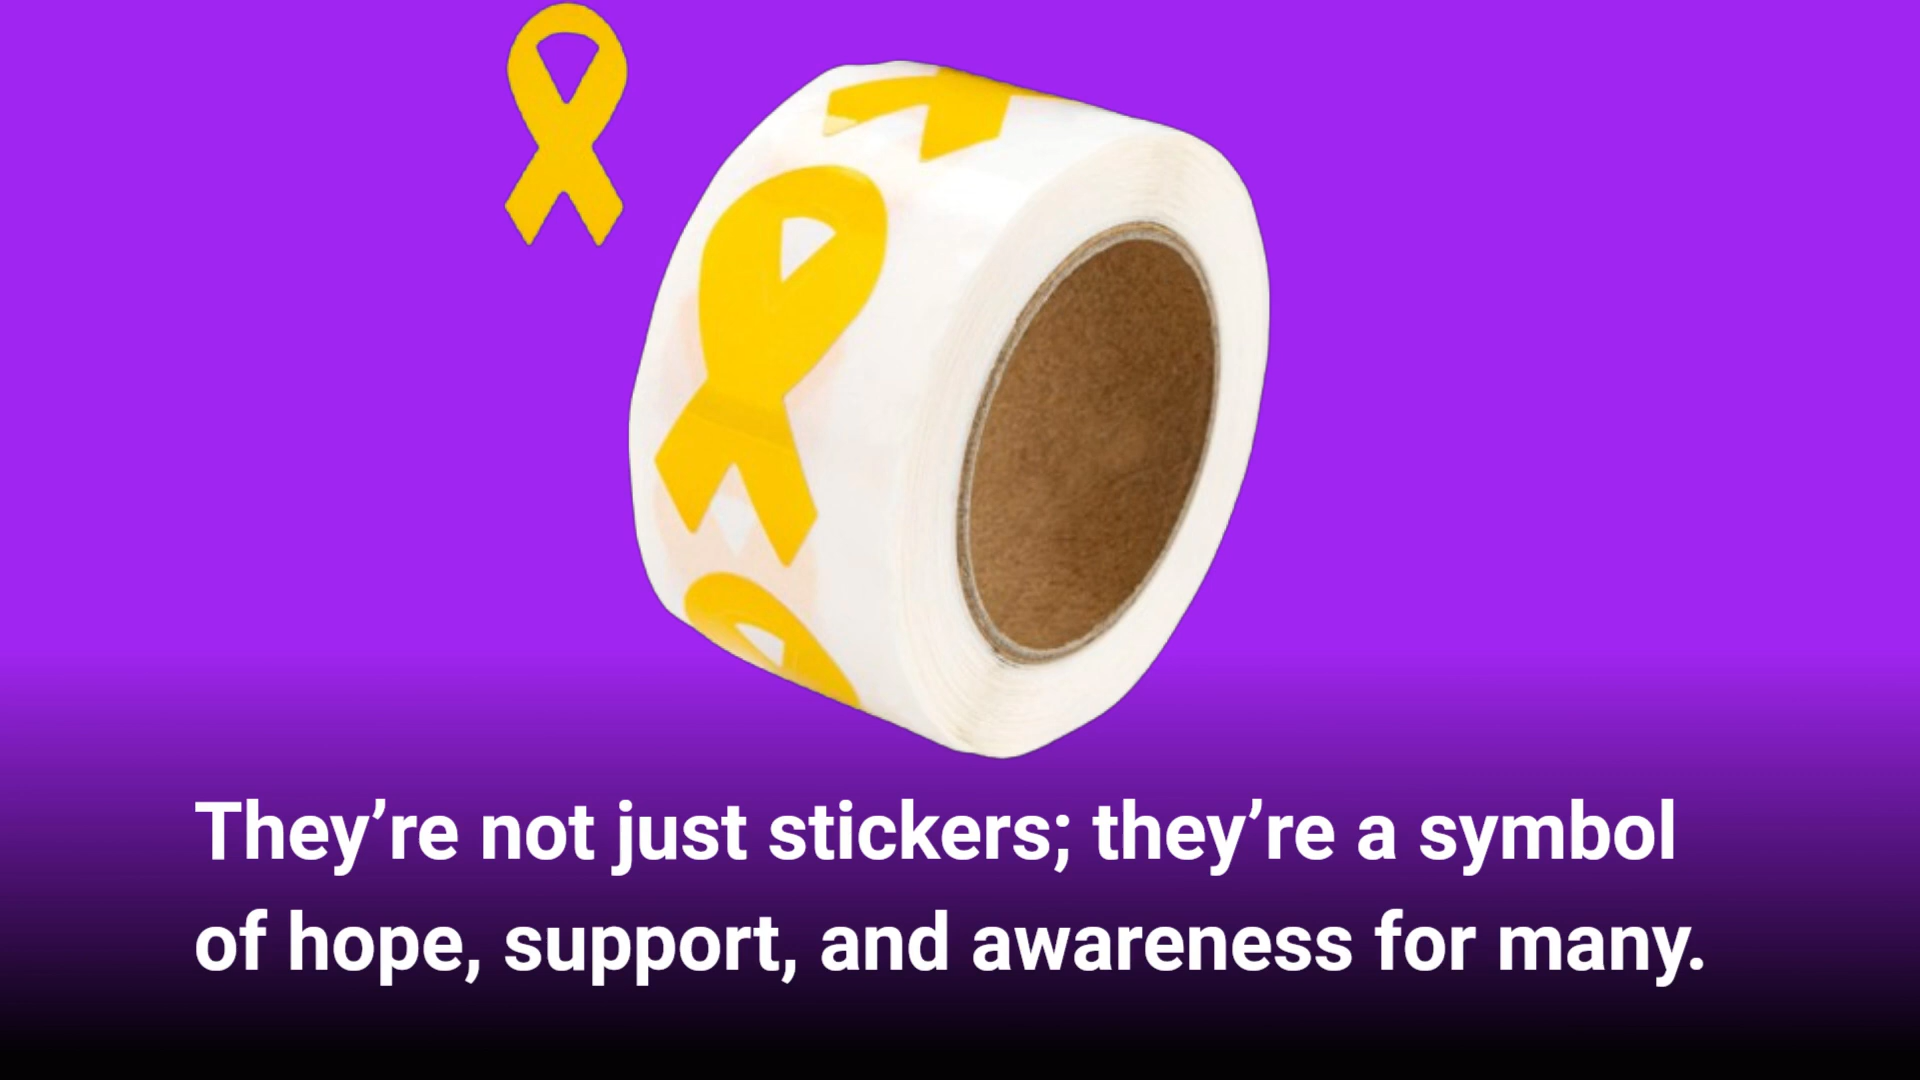 They’re not just stickers; they’re a symbol
of hope, support, and awareness for many.